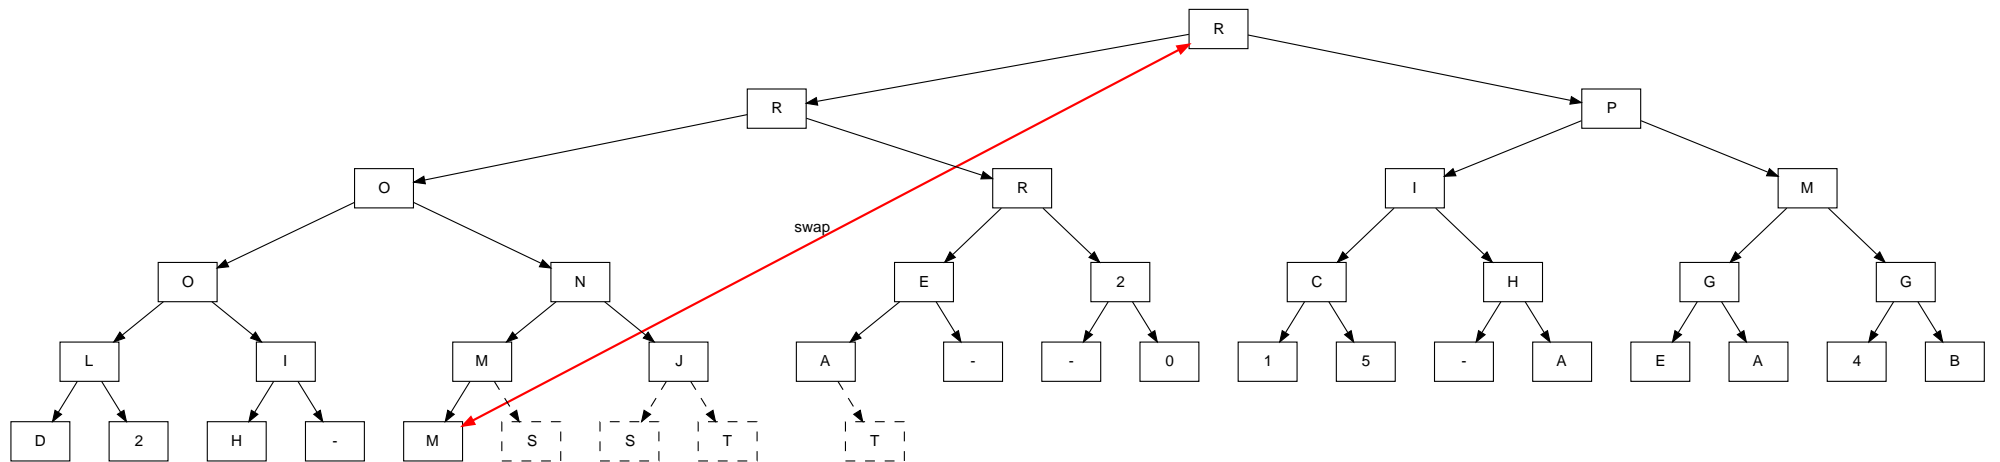 R
R P
O R I M
swap
O N E 2 C H G G
L I M J A - - 0 1 5 - A E A 4 B
D 2 H - M S S T T